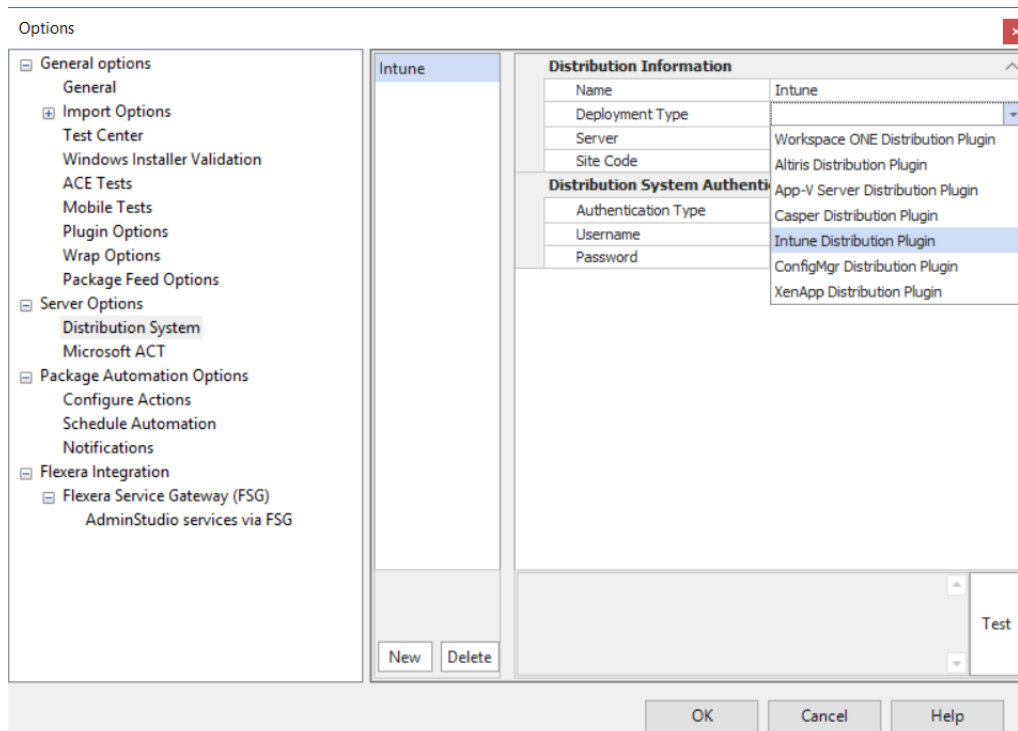 Options
General options
General
Import Options
Test Center
Windows Installer Validation
ACE Tests
Mobile Tests
Plugin Options
Wrap Options
Package Feed Options
Server Options
Distribution System
Microsoft ACT
Package Automation Options
Configure Actions
Schedule Automation
Notifications
Flexera Integration
Flexera Service Gateway (FSG)
AdminStudio services via FSG
Intune
New Delete
Distribution Information
Name Intune
Deployment Type
Server
Site Code
Distribution System Authenti
Authentication Type
Username
Password
Workspace ONE Distribution Plugin
Altiris Distribution Plugin
App-V Server Distribution Plugin
Casper Distribution Plugin
Intune Distribution Plugin
ConfigMgr Distribution Plugin
XenApp Distribution Plugin
Test
OK Cancel Help